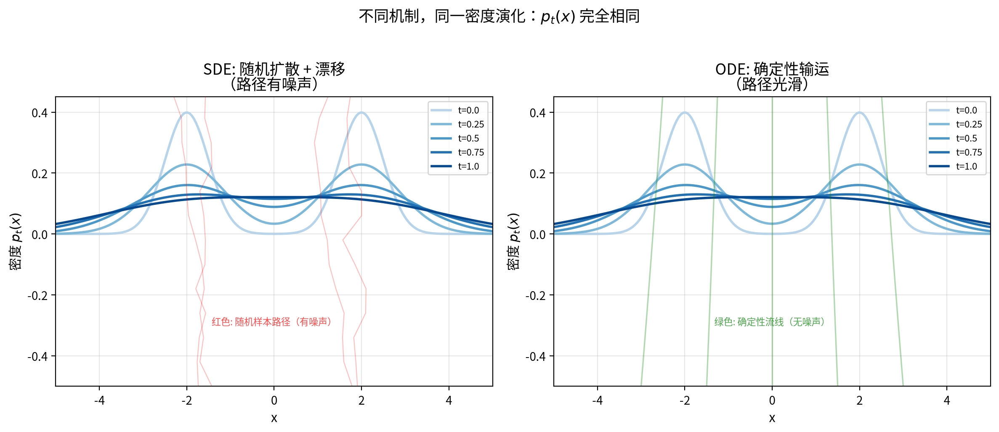 不同机制，同一密度演化：pₜ(x) 完全相同
SDE: 随机扩散 + 漂移
（路径有噪声）
t=0.0
t=0.25
t=0.5
t=0.75
t=1.0
0.4
0.2
0.0
-0.2
-0.4
密度 pₜ(x)
红色: 随机样本路径（有噪声）
-4
-2
0
2
4
x
ODE: 确定性输运
（路径光滑）
t=0.0
t=0.25
t=0.5
t=0.75
t=1.0
0.4
0.2
0.0
-0.2
-0.4
密度 pₜ(x)
绿色: 确定性流线（无噪声）
-4
-2
0
2
4
x